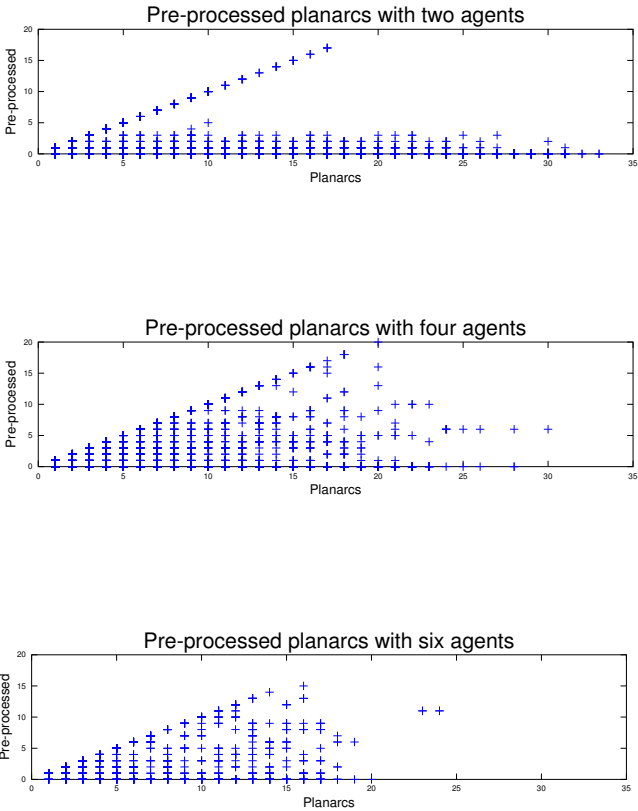 Pre-processed planarcs with two agents
20
15
10
5
0
Pre-processed
0 5 10 15 20 25 30 35
Planarcs
Pre-processed planarcs with four agents
20
15
10
5
0
Pre-processed
0 5 10 15 20 25 30 35
Planarcs
Pre-processed planarcs with six agents
20
15
10
5
0
Pre-processed
0 5 10 15 20 25 30 35
Planarcs